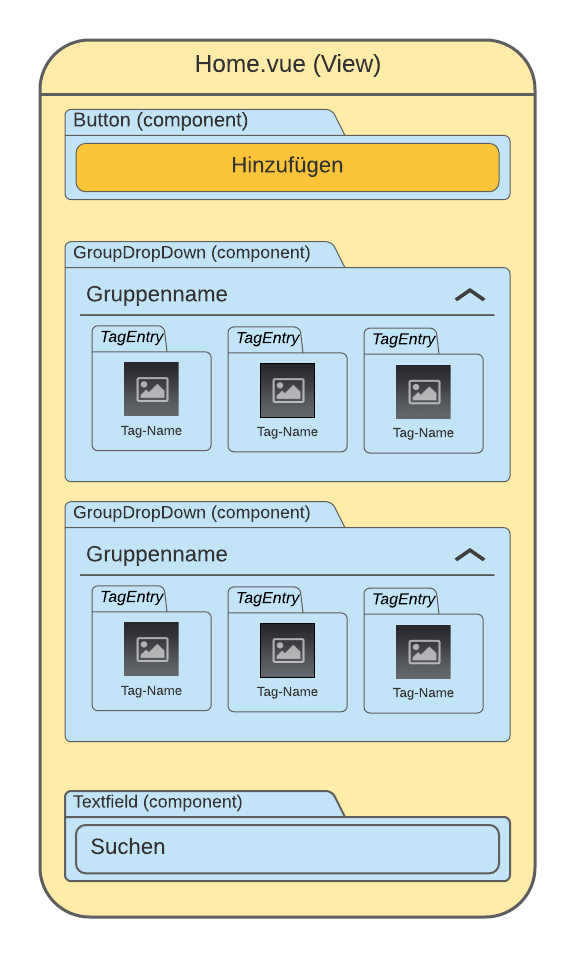 Home.vue (View)
Button (component)
Hinzufügen
GroupDropDown (component)
Gruppenname
TagEntry TagEntry TagEntry
Tag-Name Tag-Name Tag-Name
GroupDropDown (component)
Gruppenname
TagEntry TagEntry TagEntry
Tag-Name Tag-Name Tag-Name
Textfield (component)
Suchen